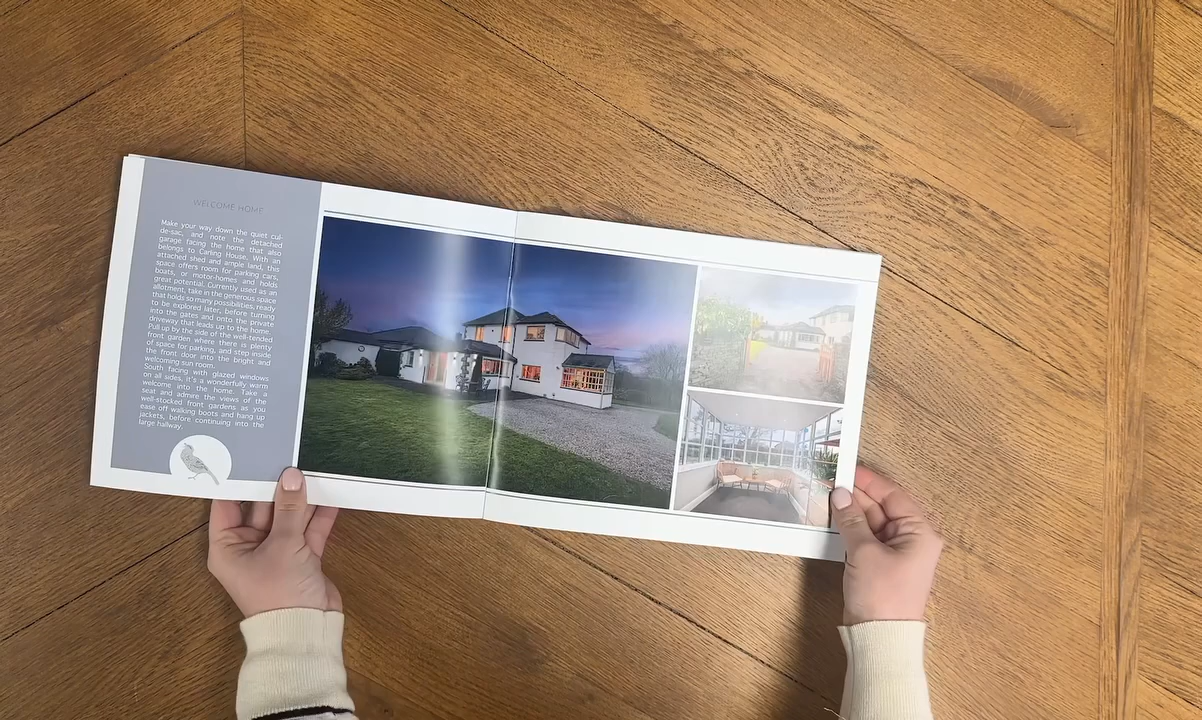 WELCOME HOME
Make your way down the quiet cul-
de-sac, and note the detached
garage facing the home that also
belongs to Carling House. With an
attached shed and ample land, this
space offers room for parking cars,
boats, or motor-homes and holds
great potential. Currently used as an
allotment, take in the generous space
that holds so many possibilities, ready
to be explored later, before turning
into the gates and onto the private
driveway that leads up to the home.
Pull up by the side of the well-tended
front garden where there is plenty
of space for parking, and step inside
the front door into the bright and
welcoming sun room.
South facing with glazed windows
on all sides, it's a wonderfully warm
welcome into the home. Take a
seat and admire the views of the
well-stocked front gardens as you
ease off walking boots and hang up
jackets, before continuing into the
large hallway.